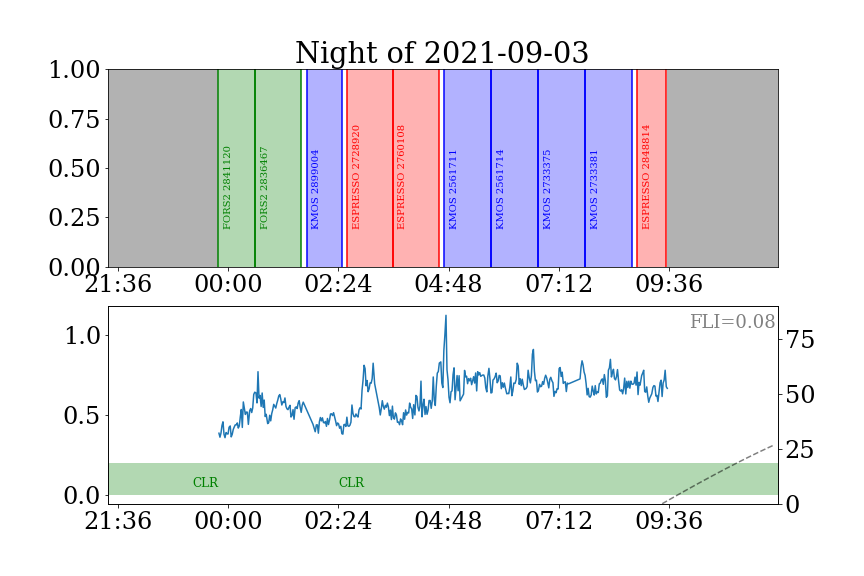 Night of 2021-09-03
1.00
0.75
0.50
0.25
0.00
FORS2 2841120
FORS2 2836467
KMOS 2899004
ESPRESSO 2728920
ESPRESSO 2760108
KMOS 2561711
KMOS 2561714
KMOS 2733375
KMOS 2733381
ESPRESSO 2848814
21:36 00:00 02:24 04:48 07:12 09:36
FLI=0.08
1.0
0.5
0.0
75
50
25
0
CLR CLR
21:36 00:00 02:24 04:48 07:12 09:36